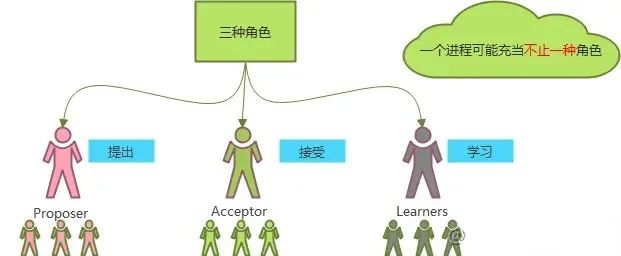 三种角色
一个进程可能充当不止一种角色
提出
接受
学习
Proposer
Acceptor
Learners
@